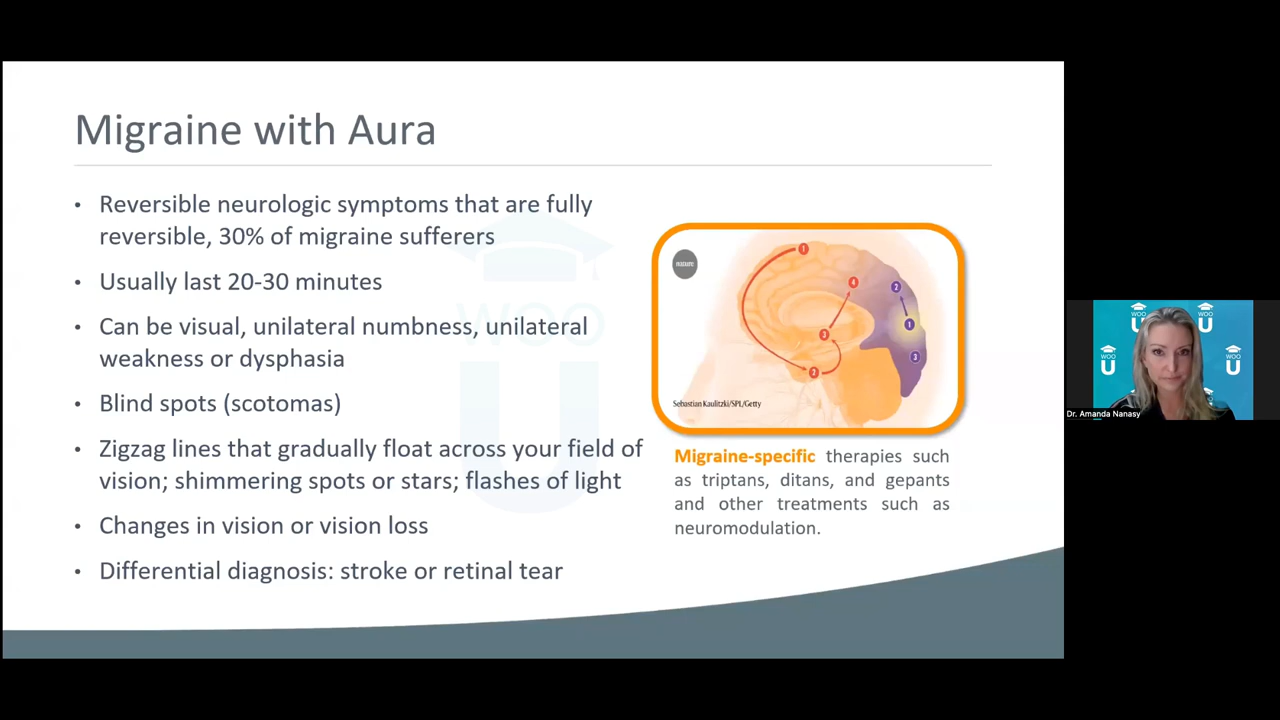 Migraine with Aura
• Reversible neurologic symptoms that are fully
reversible, 30% of migraine sufferers
• Usually last 20-30 minutes
• Can be visual, unilateral numbness, unilateral
weakness or dysphasia
• Blind spots (scotomas)
• Zigzag lines that gradually float across your field of
vision; shimmering spots or stars; flashes of light
• Changes in vision or vision loss
• Differential diagnosis: stroke or retinal tear
WOO
U
nature
1
4
2
3
1
2
3
Sebastian Kaulitzki/SPL/Getty
Migraine-specific therapies such
as triptans, ditans, and gepants
and other treatments such as
neuromodulation.
WOO
U
WOO
U
Dr. Amanda Nanasy